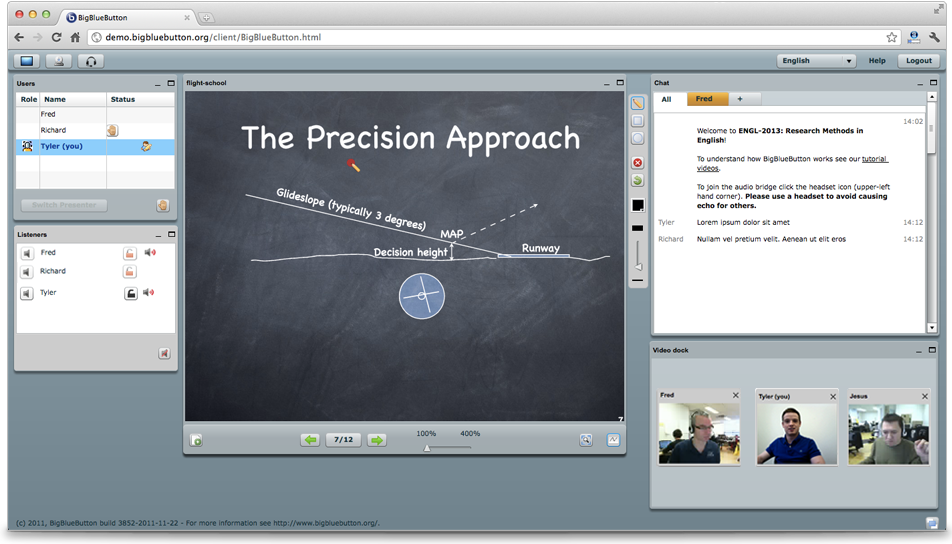 BigBlueButton
demo.bigbluebutton.org/client/BigBlueButton.html
English
Help
Logout
Users
Role Name Status
Fred
Richard
Tyler (you)
Switch Presenter
Listeners
Fred
Richard
Tyler
flight-school
The Precision Approach
Glideslope (typically 3 degrees)
MAP
Decision height
Runway
7
7/12
100% 400%
Chat
All Fred +
14:02
Welcome to ENGL-2013: Research Methods in
English!
To understand how BigBlueButton works see our tutorial
videos.
To join the audio bridge click the headset icon (upper-left
hand corner). Please use a headset to avoid causing
echo for others.
Tyler Lorem ipsum dolor sit amet 14:12
Richard Nullam vel pretium velit. Aenean ut elit eros 14:12
Video dock
Fred
Tyler (you)
Jesus
(c) 2011, BigBlueButton build 3852-2011-11-22 - For more information see http://www.bigbluebutton.org/.